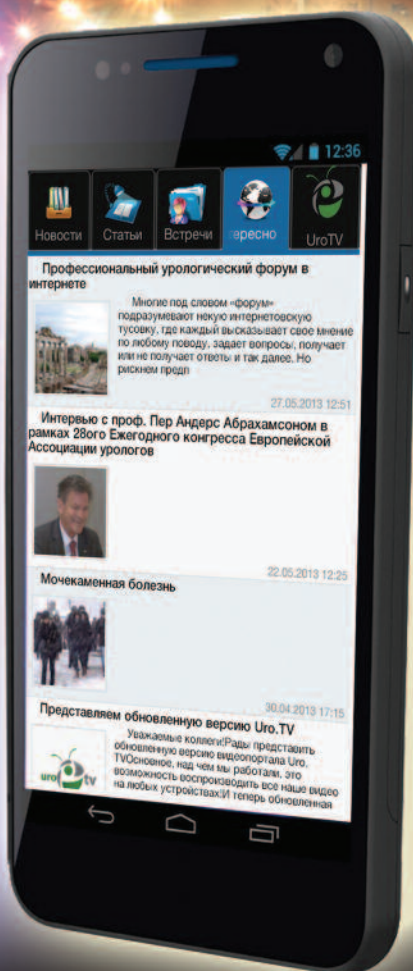 12:36
Новости Статьи Встречи ересно UroTV
Профессиональный урологический форум в
интернете
Многие под словом «форум»
подразумевают некую интернетовскую
тусовку, где каждый высказывает свое мнение
по любому поводу, задает вопросы, получает
или не получает ответы и так далее. Но
рискнем предп
27.05.2013 12:51
Интервью с проф. Пер Андерс Абрахамсоном в
рамках 28ого Ежегодного конгресса Европейской
Ассоциации урологов
22.05.2013 12:25
Мочекаменная болезнь
30.04.2013 17:15
Представляем обновленную версию Uro.TV
Уважаемые коллеги!Рады представить
обновленную версию видеопортала Uro.
TVОсновное, над чем мы работали, это
возможность воспроизводить все наше видео
на любых устройствах!И теперь обновленная
uro tv